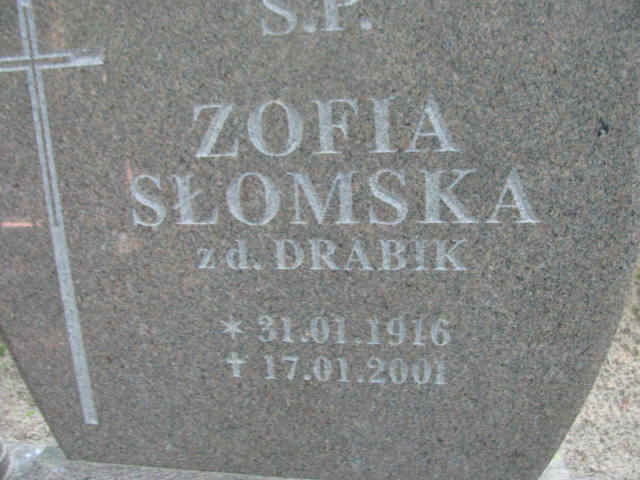 Ś.P.
ZOFIA
SŁOMSKA
z d. DRABIK
* 31.01.1916
✝ 17.01.2001